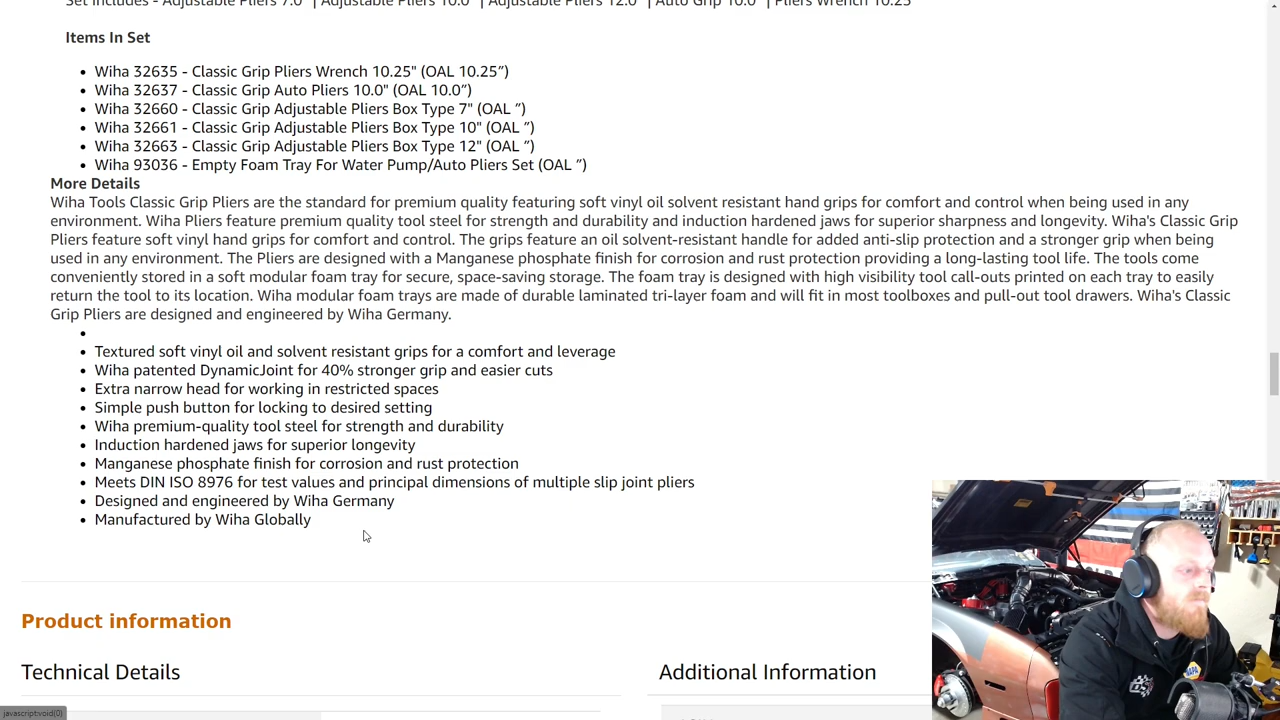 Set Includes - Adjustable Pliers 7.0" | Adjustable Pliers 10.0" | Adjustable Pliers 12.0" | Auto Grip 10.0" | Pliers Wrench 10.25"
Items In Set
• Wiha 32635 - Classic Grip Pliers Wrench 10.25" (OAL 10.25”)
• Wiha 32637 - Classic Grip Auto Pliers 10.0" (OAL 10.0”)
• Wiha 32660 - Classic Grip Adjustable Pliers Box Type 7" (OAL ”)
• Wiha 32661 - Classic Grip Adjustable Pliers Box Type 10" (OAL ”)
• Wiha 32663 - Classic Grip Adjustable Pliers Box Type 12" (OAL ”)
• Wiha 93036 - Empty Foam Tray For Water Pump/Auto Pliers Set (OAL ”)
More Details
Wiha Tools Classic Grip Pliers are the standard for premium quality featuring soft vinyl oil solvent resistant hand grips for comfort and control when being used in any
environment. Wiha Pliers feature premium quality tool steel for strength and durability and induction hardened jaws for superior sharpness and longevity. Wiha's Classic Grip
Pliers feature soft vinyl hand grips for comfort and control. The grips feature an oil solvent-resistant handle for added anti-slip protection and a stronger grip when being
used in any environment. The Pliers are designed with a Manganese phosphate finish for corrosion and rust protection providing a long-lasting tool life. The tools come
conveniently stored in a soft modular foam tray for secure, space-saving storage. The foam tray is designed with high visibility tool call-outs printed on each tray to easily
return the tool to its location. Wiha modular foam trays are made of durable laminated tri-layer foam and will fit in most toolboxes and pull-out tool drawers. Wiha's Classic
Grip Pliers are designed and engineered by Wiha Germany.
•
• Textured soft vinyl oil and solvent resistant grips for a comfort and leverage
• Wiha patented DynamicJoint for 40% stronger grip and easier cuts
• Extra narrow head for working in restricted spaces
• Simple push button for locking to desired setting
• Wiha premium-quality tool steel for strength and durability
• Induction hardened jaws for superior longevity
• Manganese phosphate finish for corrosion and rust protection
• Meets DIN ISO 8976 for test values and principal dimensions of multiple slip joint pliers
• Designed and engineered by Wiha Germany
• Manufactured by Wiha Globally
Product information
Technical Details
Additional Information
javascript:void(0)
NAPA